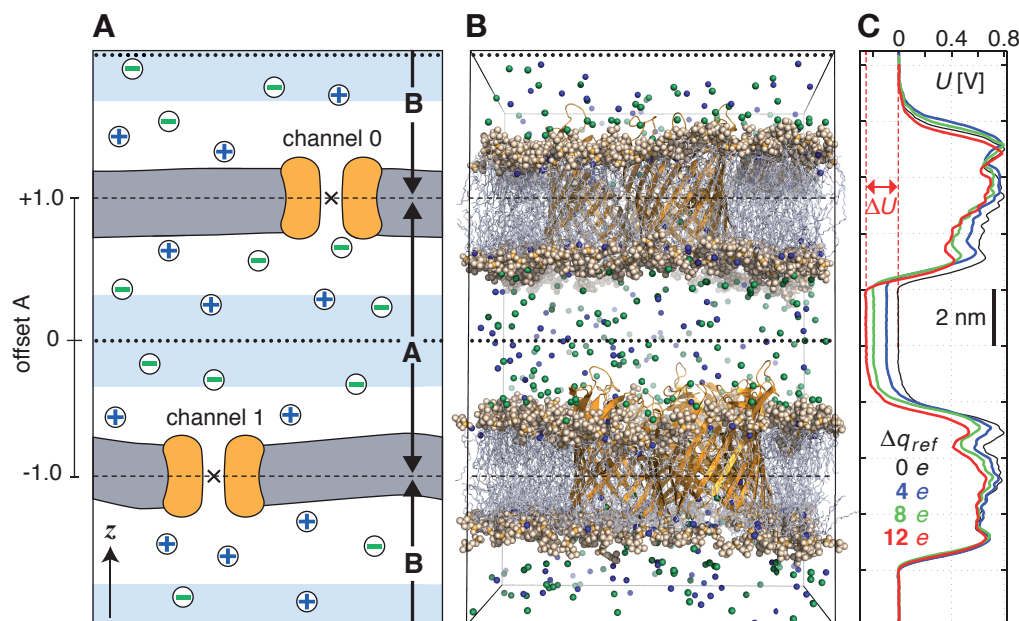 A
B
C
0 0.4 0.8
U [V]
B
channel 0
+1.0
ΔU
offset A
0
A
2 nm
channel 1
-1.0
Δq_ref
0 e
4 e
8 e
12 e
z
B